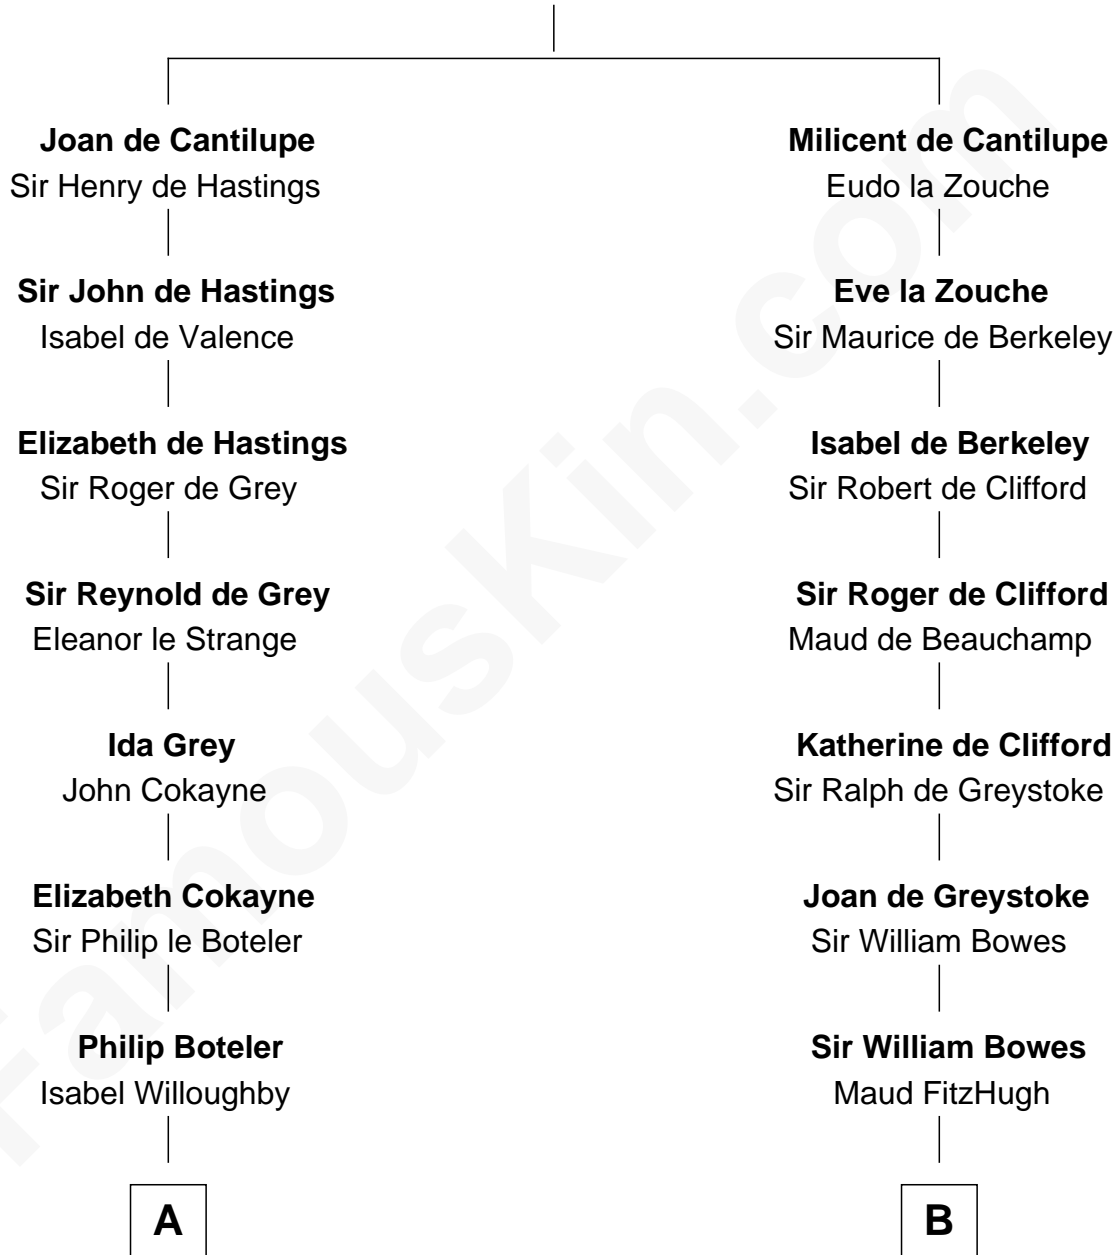 Joan de Cantilupe
Sir Henry de Hastings
Sir John de Hastings
Isabel de Valence
Elizabeth de Hastings
Sir Roger de Grey
Sir Reynold de Grey
Eleanor le Strange
Ida Grey
John Cokayne
Elizabeth Cokayne
Sir Philip le Boteler
Philip Boteler
Isabel Willoughby
A
Milicent de Cantilupe
Eudo la Zouche
Eve la Zouche
Sir Maurice de Berkeley
Isabel de Berkeley
Sir Robert de Clifford
Sir Roger de Clifford
Maud de Beauchamp
Katherine de Clifford
Sir Ralph de Greystoke
Joan de Greystoke
Sir William Bowes
Sir William Bowes
Maud FitzHugh
B
FamousKin.com